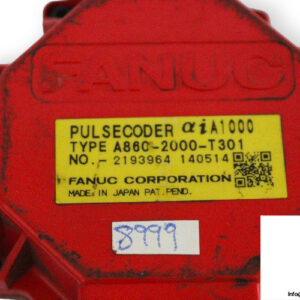 FANUC
PULSECODER αiA1000
TYPE A860-2000-T301
NO.- 2193964 140514
FANUC CORPORATION
MADE IN JAPAN PAT. PEND.
8999